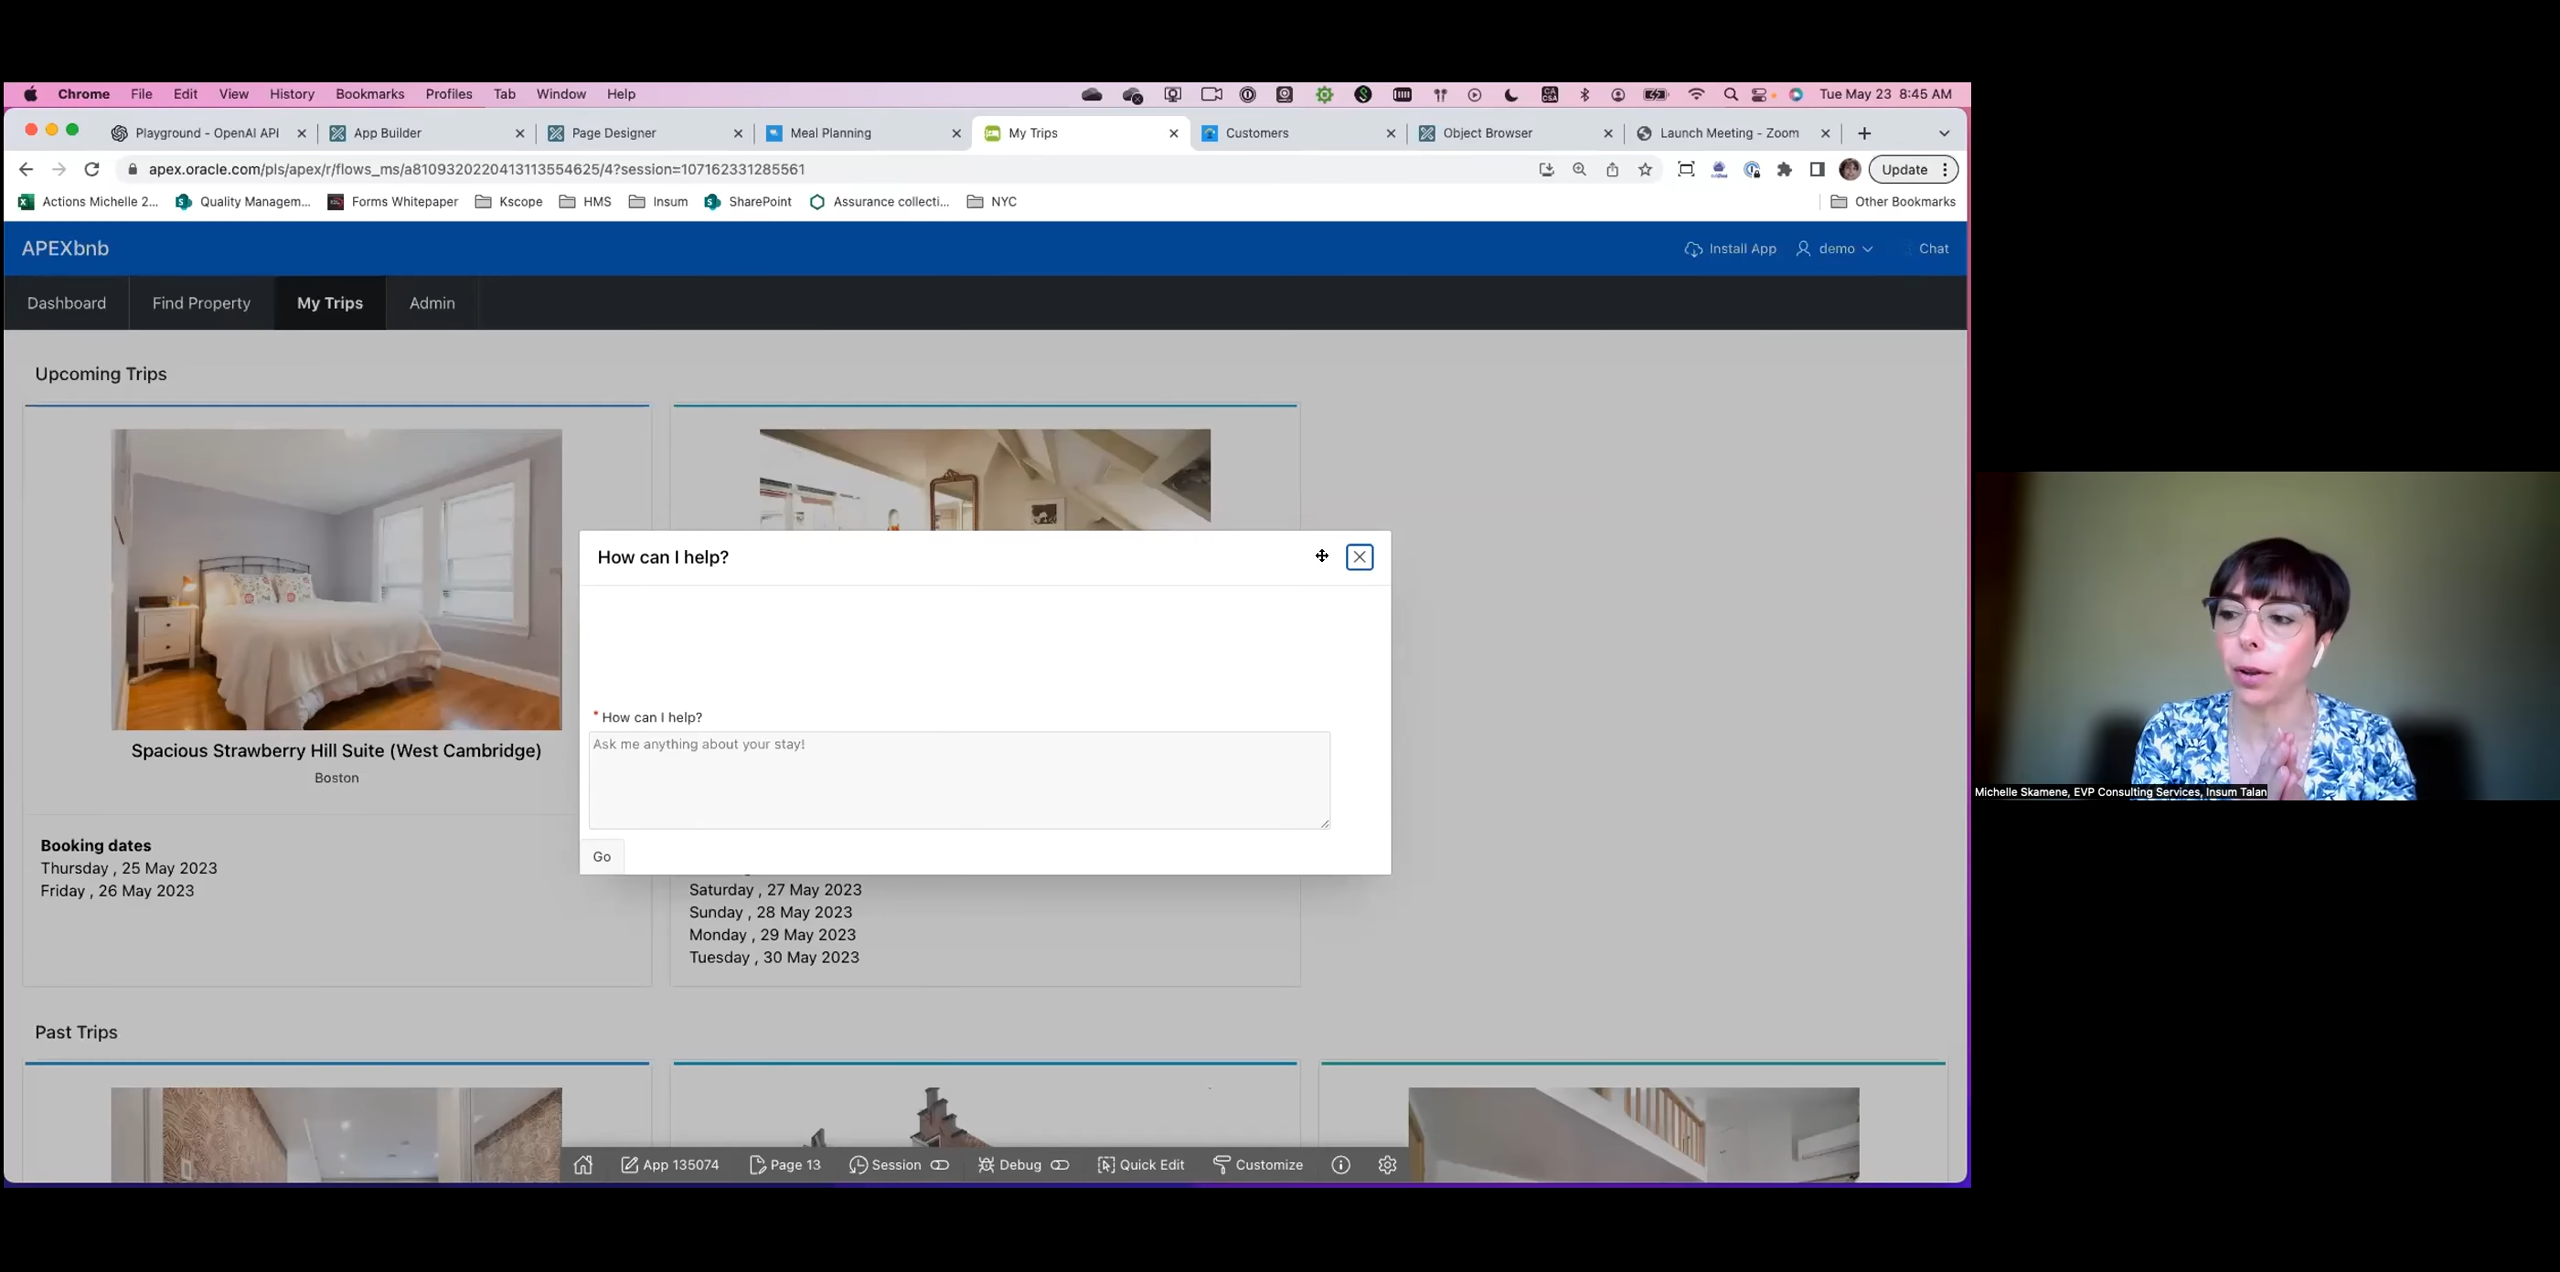 Chrome File Edit View History Bookmarks Profiles Tab Window Help Tue May 23 8:45 AM
Playground - OpenAI API App Builder Page Designer Meal Planning My Trips Customers Object Browser Launch Meeting - Zoom
apex.oracle.com/pls/apex/r/flows_ms/a810932022041311355​4625/4?session=107162331285561 Update
Actions Michelle 2... Quality Managem... Forms Whitepaper Kscope HMS Insum SharePoint Assurance collecti... NYC Other Bookmarks
APEXbnb Install App demo Chat
Dashboard Find Property My Trips Admin
Upcoming Trips
How can I help?
* How can I help?
Ask me anything about your stay!
Go
Spacious Strawberry Hill Suite (West Cambridge)
Boston
Booking dates
Thursday , 25 May 2023
Friday , 26 May 2023
Saturday , 27 May 2023
Sunday , 28 May 2023
Monday , 29 May 2023
Tuesday , 30 May 2023
Past Trips
App 135074 Page 13 Session Debug Quick Edit Customize
Michelle Skamene, EVP Consulting Services, Insum Talan